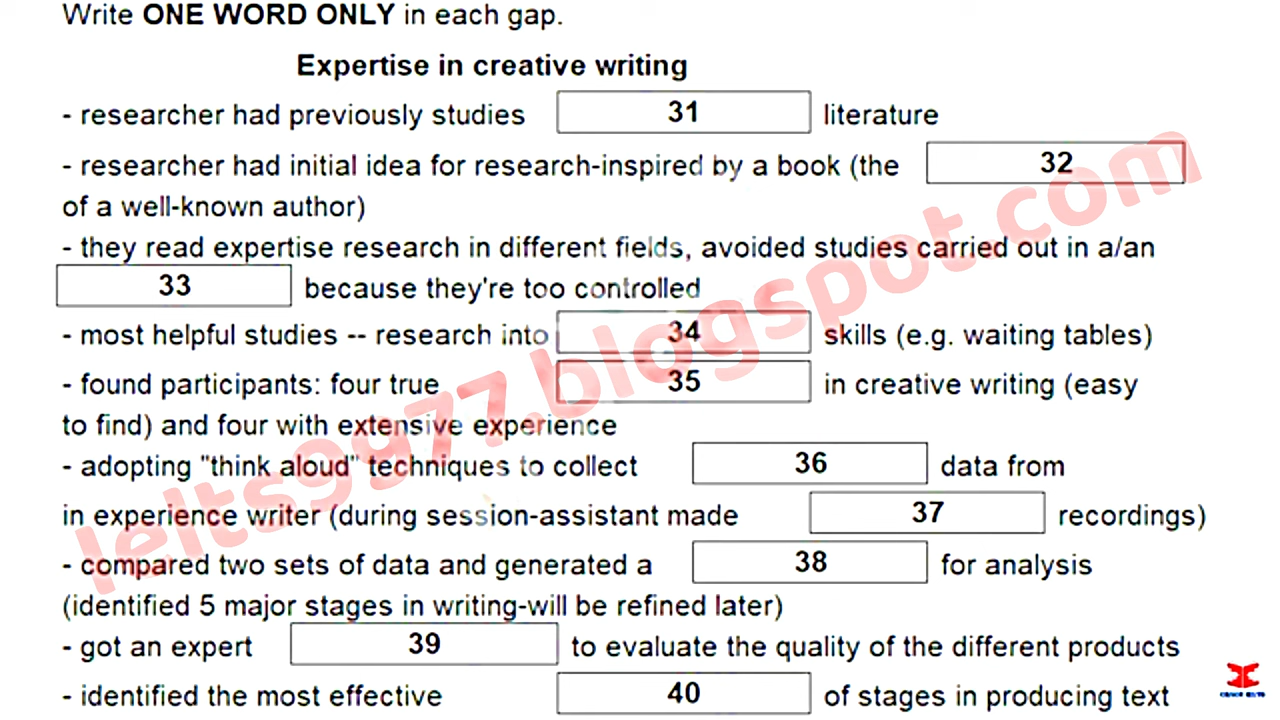 Write ONE WORD ONLY in each gap.
Expertise in creative writing
- researcher had previously studies 31 literature
- researcher had initial idea for research-inspired by a book (the 32
of a well-known author)
- they read expertise research in different fields, avoided studies carried out in a/an
33 because they're too controlled
- most helpful studies -- research into 34 skills (e.g. waiting tables)
- found participants: four true 35 in creative writing (easy
to find) and four with extensive experience
- adopting "think aloud" techniques to collect 36 data from
in experience writer (during session-assistant made 37 recordings)
- compared two sets of data and generated a 38 for analysis
(identified 5 major stages in writing-will be refined later)
- got an expert 39 to evaluate the quality of the different products
- identified the most effective 40 of stages in producing text
Ielts9977.blogspot.com